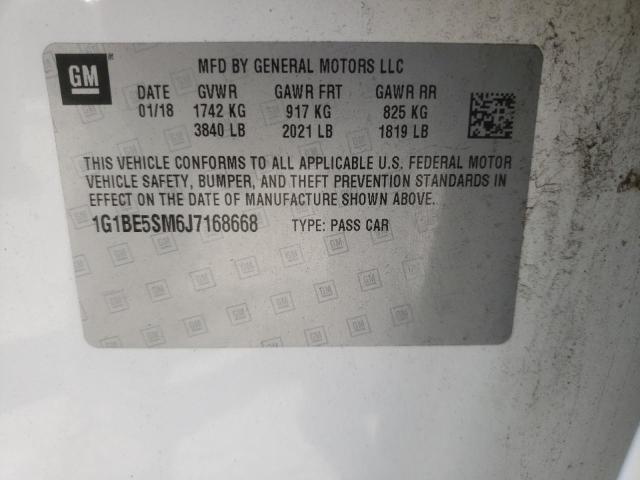 GM
MFD BY GENERAL MOTORS LLC
DATE GVWR GAWR FRT GAWR RR
01/18 1742 KG 917 KG 825 KG
3840 LB 2021 LB 1819 LB
THIS VEHICLE CONFORMS TO ALL APPLICABLE U.S. FEDERAL MOTOR
VEHICLE SAFETY, BUMPER, AND THEFT PREVENTION STANDARDS IN
EFFECT ON THE DATE OF MANUFACTURE SHOWN ABOVE.
1G1BE5SM6J7168668 TYPE: PASS CAR